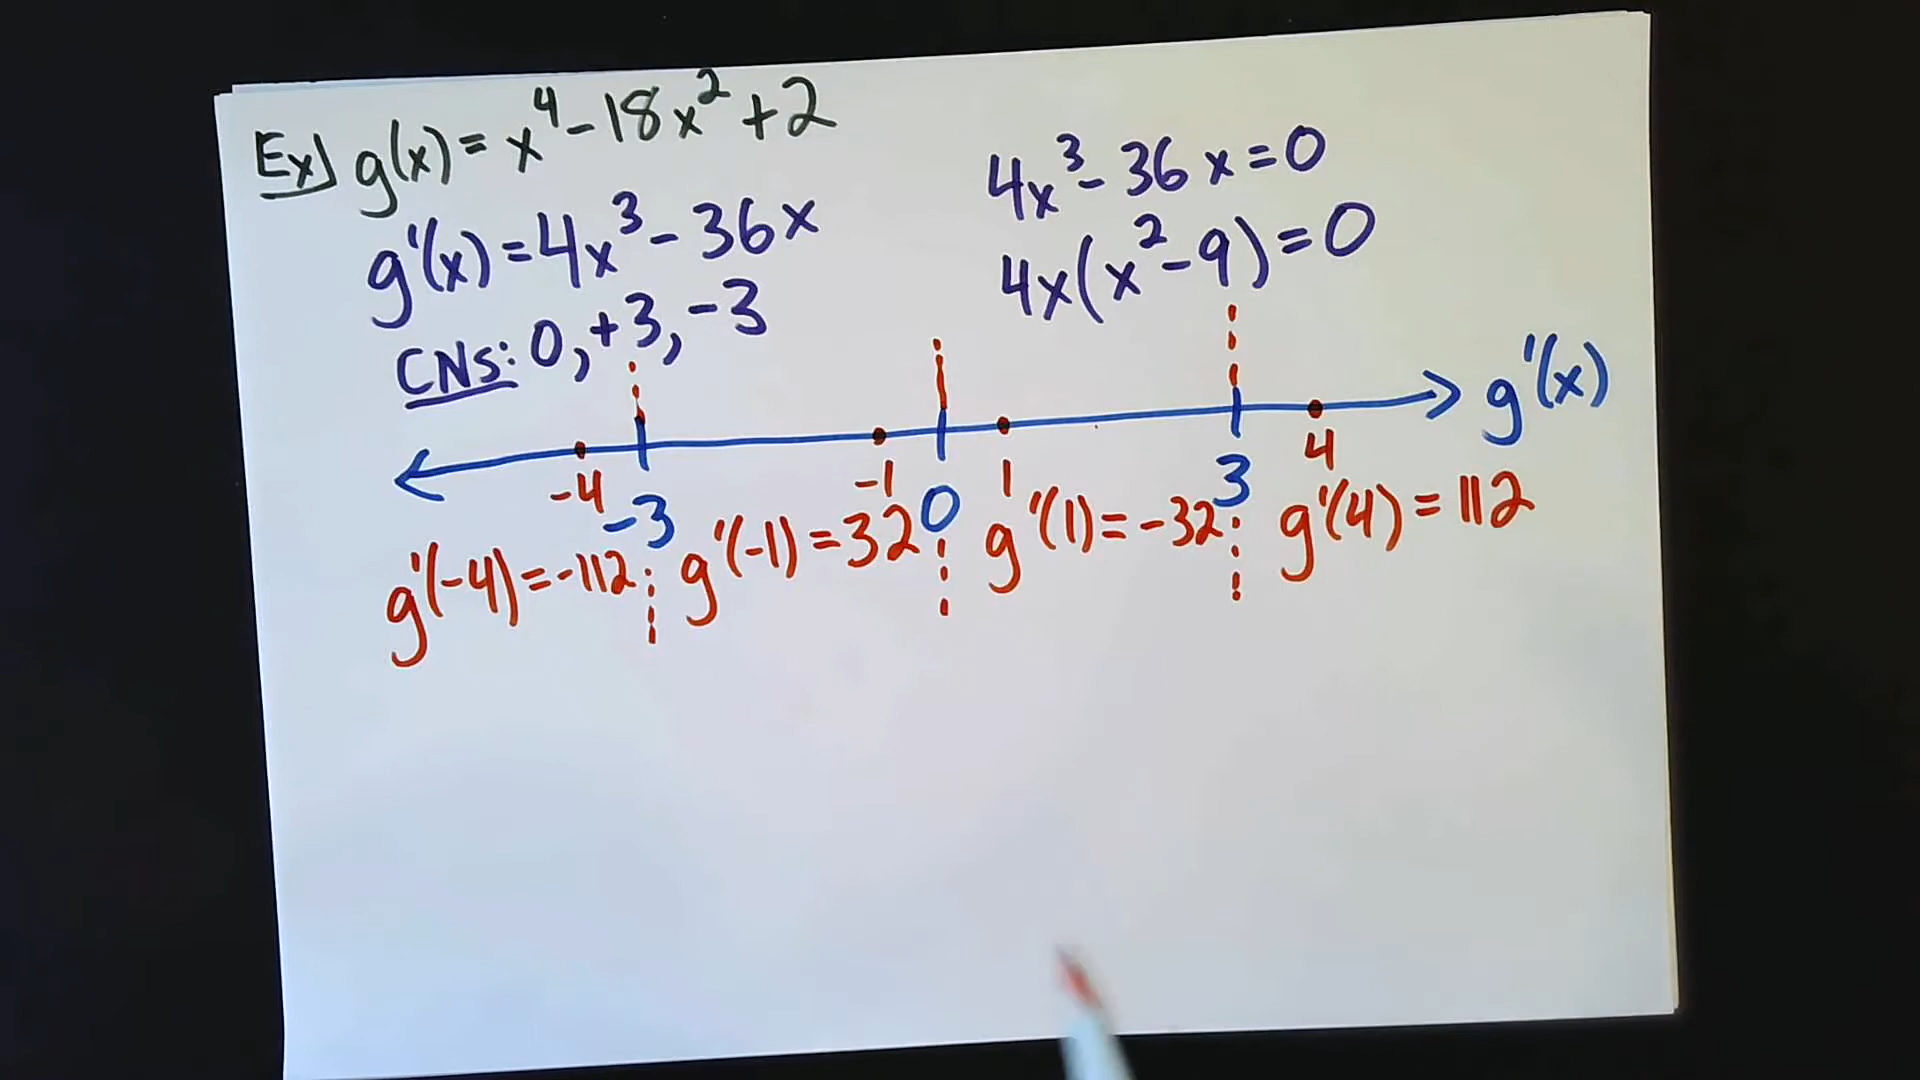 Ex) g(x) = x⁴ - 18x² + 2
g'(x) = 4x³ - 36x
CNs: 0, +3, -3
4x³ - 36x = 0
4x(x² - 9) = 0
g'(x)
-4 -3 -1 0 1 3 4
g'(-4) = -112 g'(-1) = 32 g'(1) = -32 g'(4) = 112